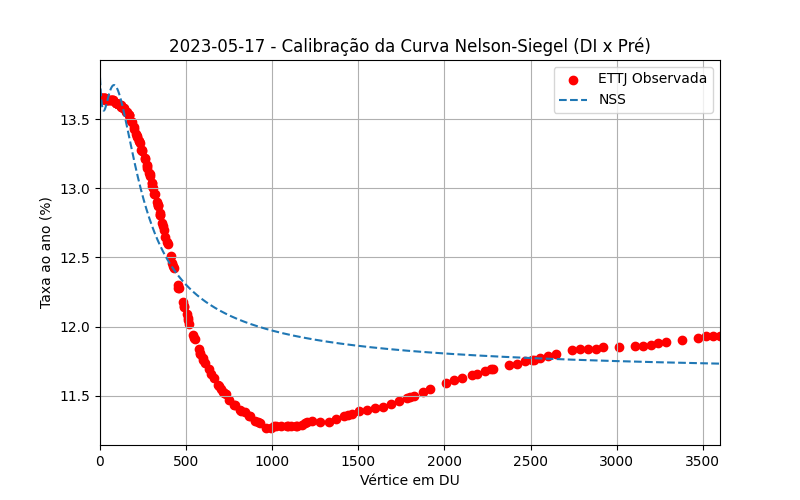 2023-05-17 - Calibração da Curva Nelson-Siegel (DI x Pré)
ETTJ Observada
NSS
Taxa ao ano (%)
13.5
13.0
12.5
12.0
11.5
0 500 1000 1500 2000 2500 3000 3500
Vértice em DU